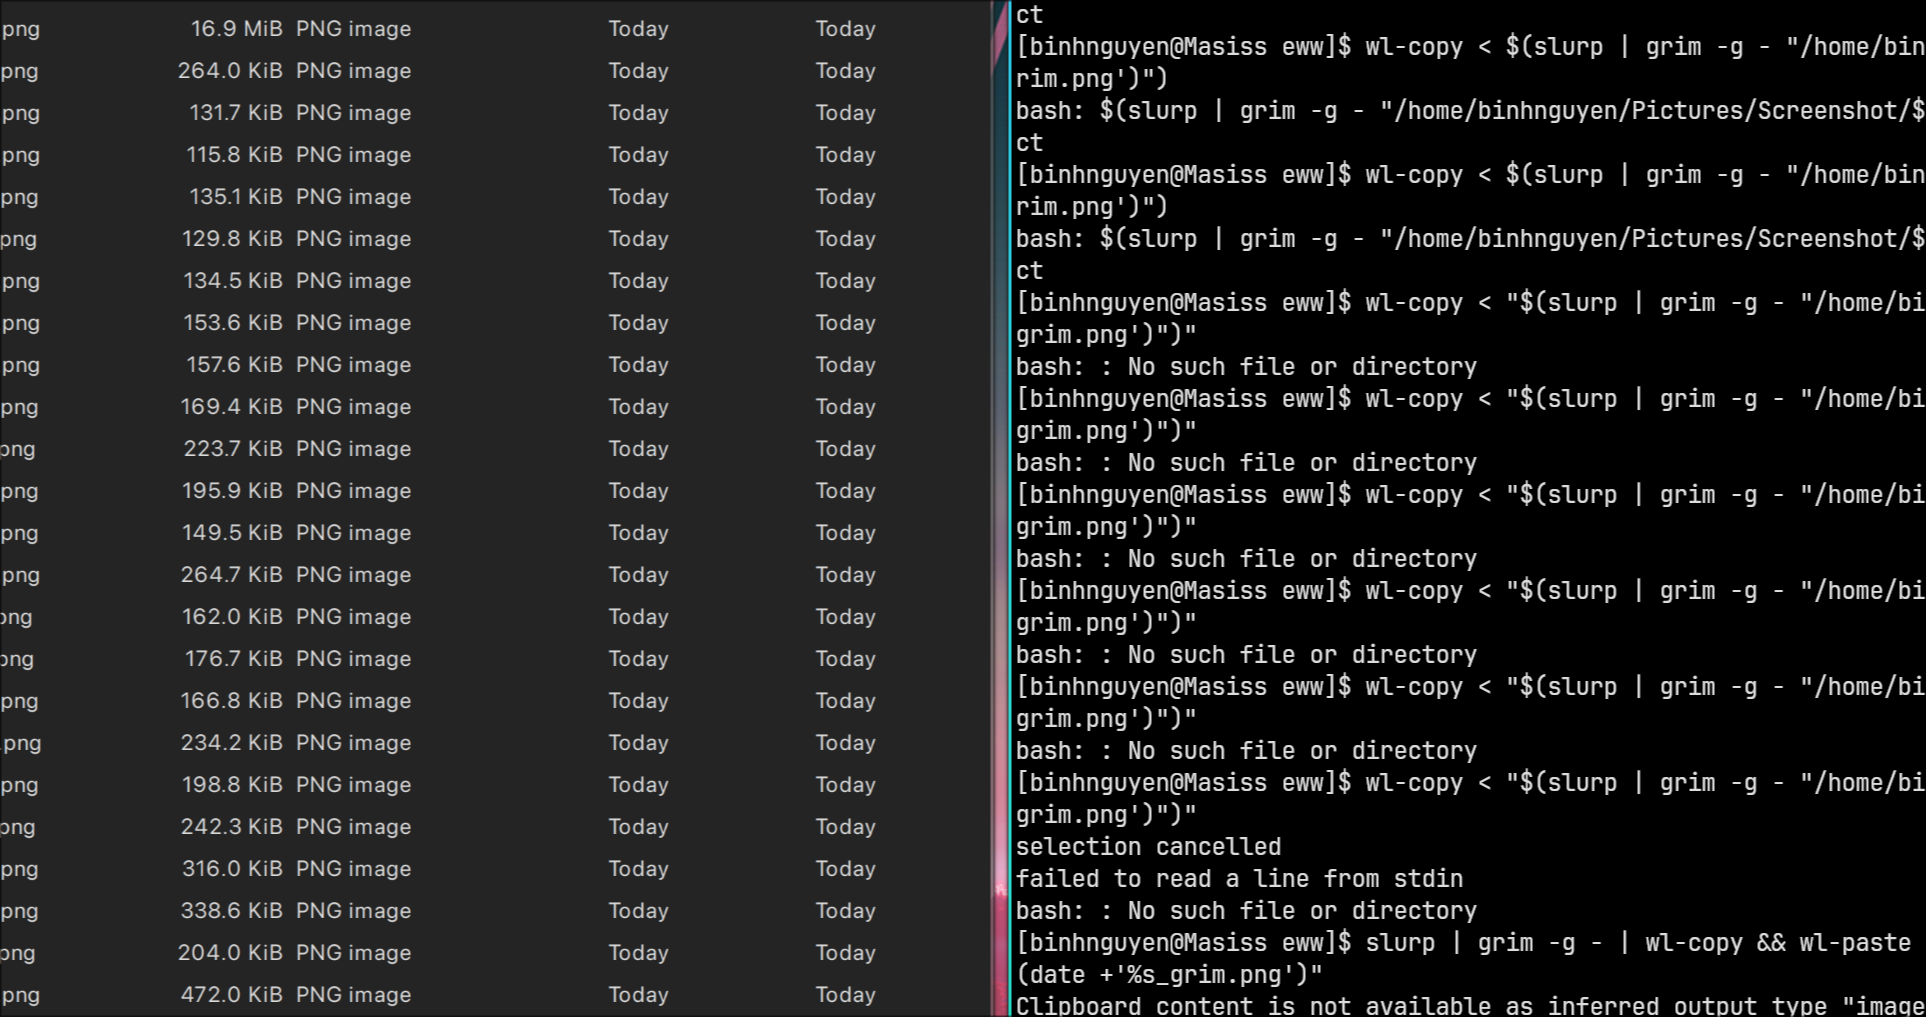 png 16.9 MiB PNG image Today Today
png 264.0 KiB PNG image Today Today
png 131.7 KiB PNG image Today Today
png 115.8 KiB PNG image Today Today
png 135.1 KiB PNG image Today Today
png 129.8 KiB PNG image Today Today
png 134.5 KiB PNG image Today Today
png 153.6 KiB PNG image Today Today
png 157.6 KiB PNG image Today Today
png 169.4 KiB PNG image Today Today
png 223.7 KiB PNG image Today Today
png 195.9 KiB PNG image Today Today
png 149.5 KiB PNG image Today Today
png 264.7 KiB PNG image Today Today
png 162.0 KiB PNG image Today Today
png 176.7 KiB PNG image Today Today
png 166.8 KiB PNG image Today Today
.png 234.2 KiB PNG image Today Today
png 198.8 KiB PNG image Today Today
png 242.3 KiB PNG image Today Today
png 316.0 KiB PNG image Today Today
png 338.6 KiB PNG image Today Today
png 204.0 KiB PNG image Today Today
png 472.0 KiB PNG image Today Today
ct
[binhnguyen@Masiss eww]$ wl-copy < $(slurp | grim -g - "/home/bin
rim.png')")
bash: $(slurp | grim -g - "/home/binhnguyen/Pictures/Screenshot/$
ct
[binhnguyen@Masiss eww]$ wl-copy < $(slurp | grim -g - "/home/bin
rim.png')")
bash: $(slurp | grim -g - "/home/binhnguyen/Pictures/Screenshot/$
ct
[binhnguyen@Masiss eww]$ wl-copy < "$(slurp | grim -g - "/home/bi
grim.png')")"
bash: : No such file or directory
[binhnguyen@Masiss eww]$ wl-copy < "$(slurp | grim -g - "/home/bi
grim.png')")"
bash: : No such file or directory
[binhnguyen@Masiss eww]$ wl-copy < "$(slurp | grim -g - "/home/bi
grim.png')")"
bash: : No such file or directory
[binhnguyen@Masiss eww]$ wl-copy < "$(slurp | grim -g - "/home/bi
grim.png')")"
bash: : No such file or directory
[binhnguyen@Masiss eww]$ wl-copy < "$(slurp | grim -g - "/home/bi
grim.png')")"
bash: : No such file or directory
[binhnguyen@Masiss eww]$ wl-copy < "$(slurp | grim -g - "/home/bi
grim.png')")"
selection cancelled
failed to read a line from stdin
bash: : No such file or directory
[binhnguyen@Masiss eww]$ slurp | grim -g - | wl-copy && wl-paste
(date +'%s_grim.png')"
Clipboard content is not available as inferred output type "image